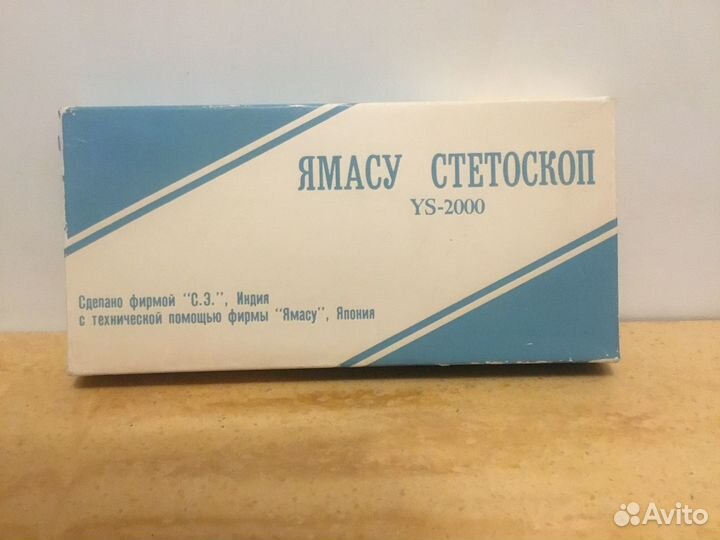 ЯМАСУ СТЕТОСКОП
YS-2000
Сделано фирмой "С.Э.", Индия
с технической помощью фирмы "Ямасу", Япония
Avito